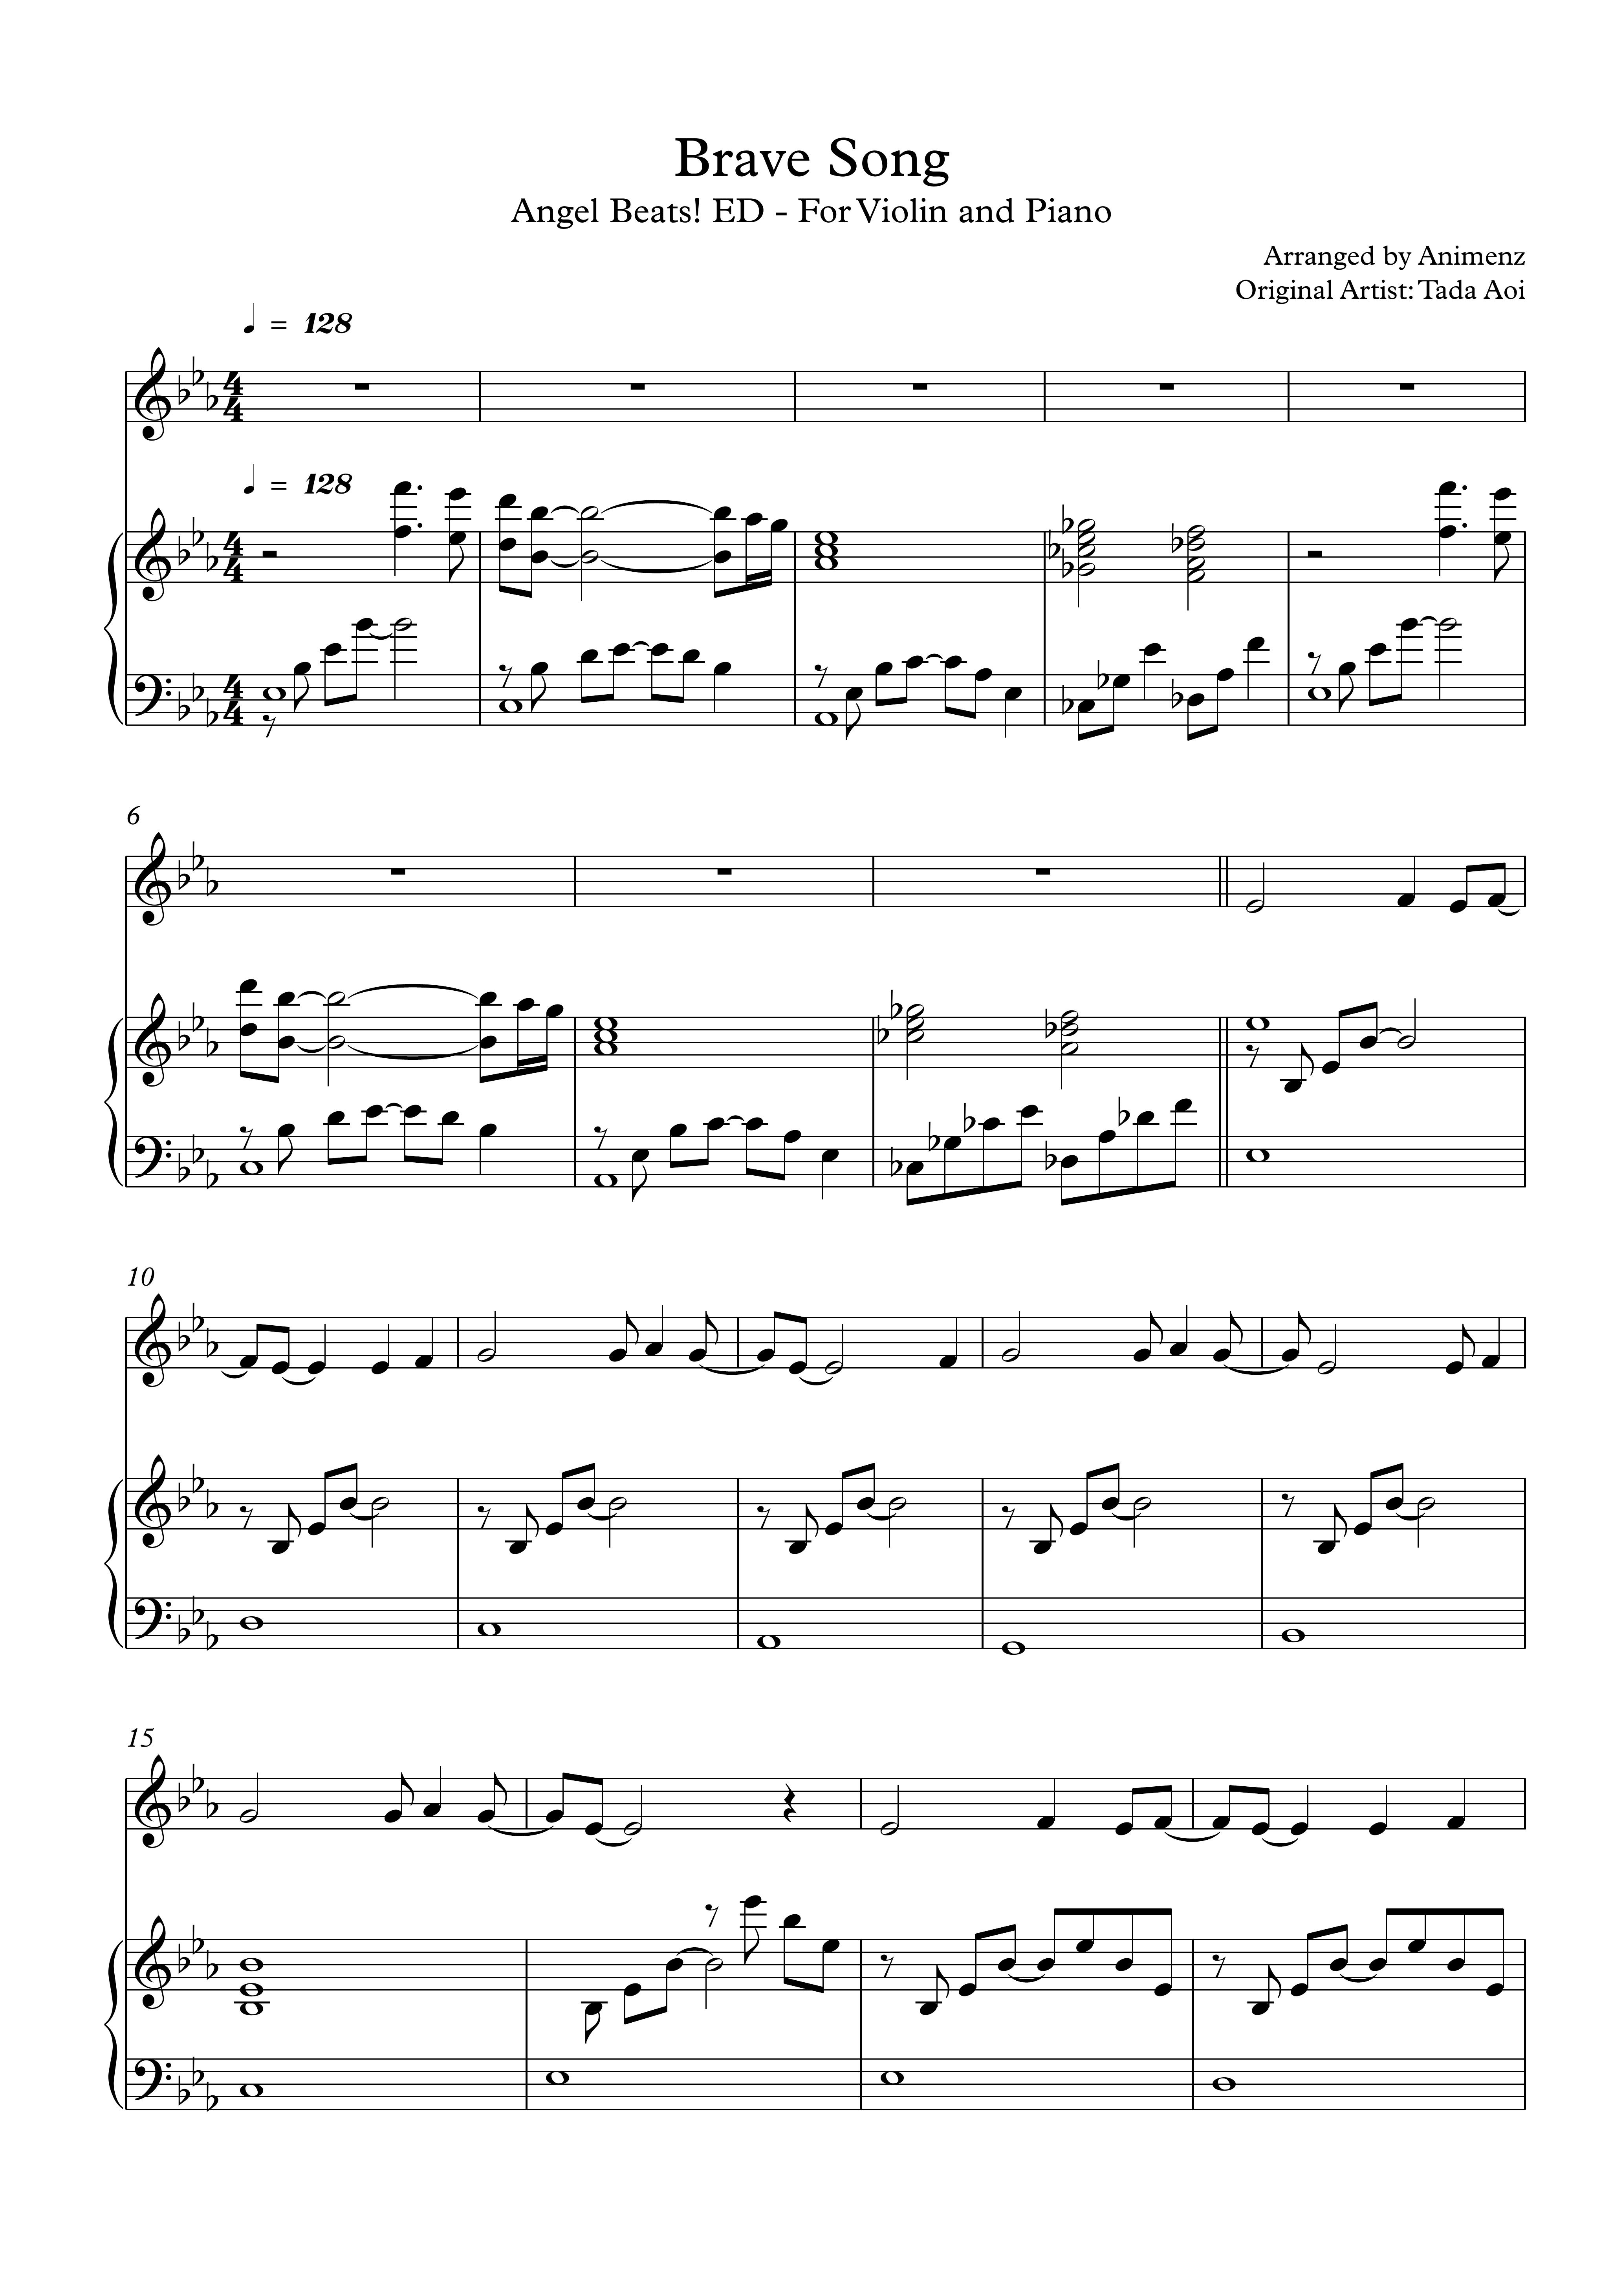 Brave Song
Angel Beats! ED - For Violin and Piano
Arranged by Animenz
Original Artist: Tada Aoi
♩ = 128
♩ = 128
6
10
15